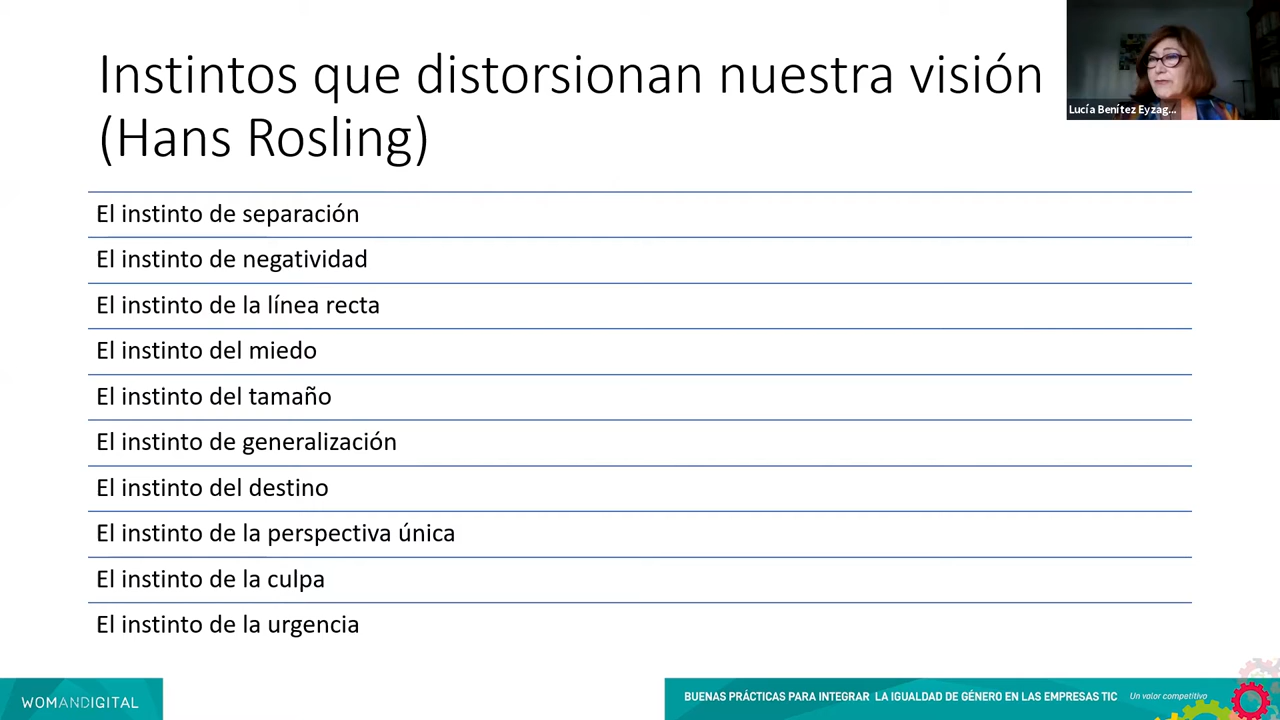 Instintos que distorsionan nuestra visión
(Hans Rosling)
Lucía Benítez Eyzag...
El instinto de separación
El instinto de negatividad
El instinto de la línea recta
El instinto del miedo
El instinto del tamaño
El instinto de generalización
El instinto del destino
El instinto de la perspectiva única
El instinto de la culpa
El instinto de la urgencia
WOMANDIGITAL
BUENAS PRÁCTICAS PARA INTEGRAR LA IGUALDAD DE GÉNERO EN LAS EMPRESAS TIC Un valor competitivo